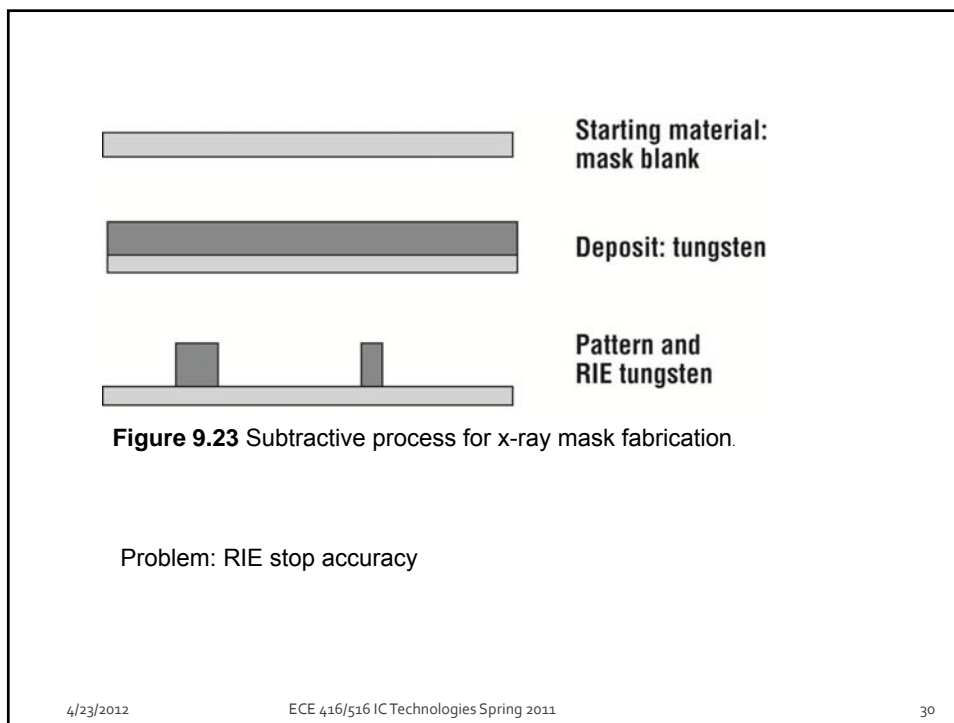 Starting material:
mask blank
Deposit: tungsten
Pattern and
RIE tungsten
Figure 9.23 Subtractive process for x-ray mask fabrication.
Problem: RIE stop accuracy
4/23/2012 ECE 416/516 IC Technologies Spring 2011 30